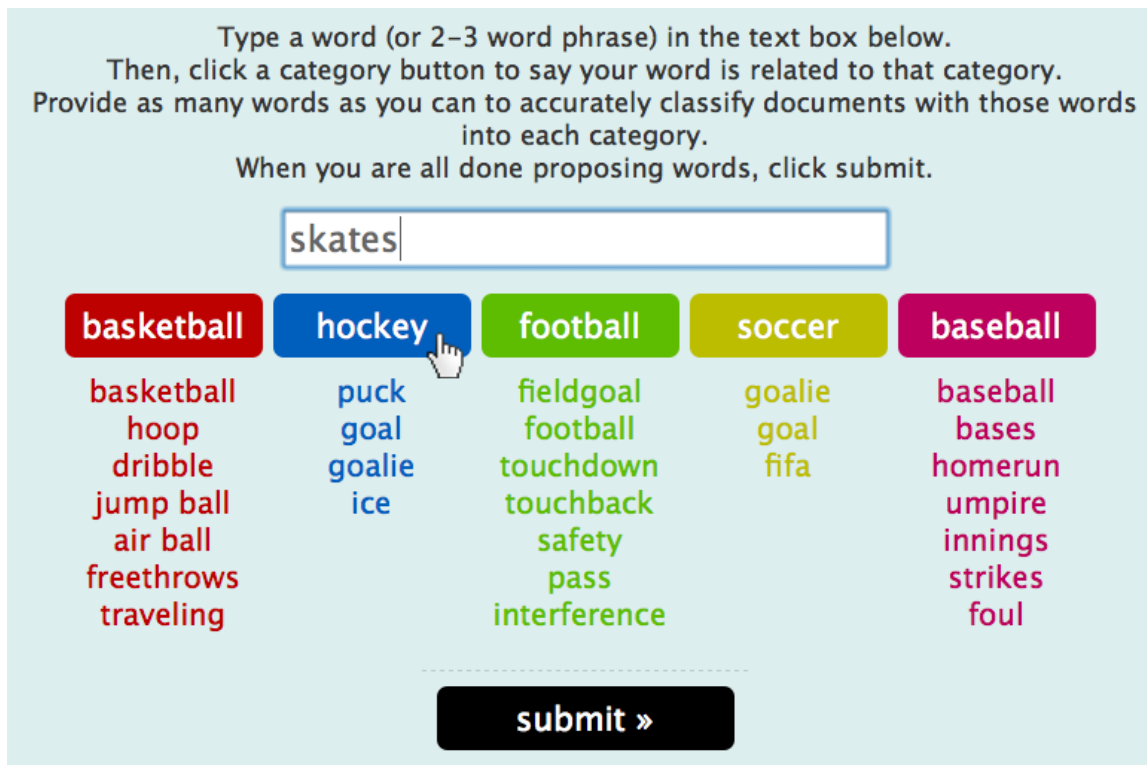 Type a word (or 2–3 word phrase) in the text box below.
Then, click a category button to say your word is related to that category.
Provide as many words as you can to accurately classify documents with those words
into each category.
When you are all done proposing words, click submit.
skates
basketball hockey football soccer baseball
basketball puck fieldgoal goalie baseball
hoop goal football goal bases
dribble goalie touchdown fifa homerun
jump ball ice touchback umpire
air ball safety innings
freethrows pass strikes
traveling interference foul
submit »